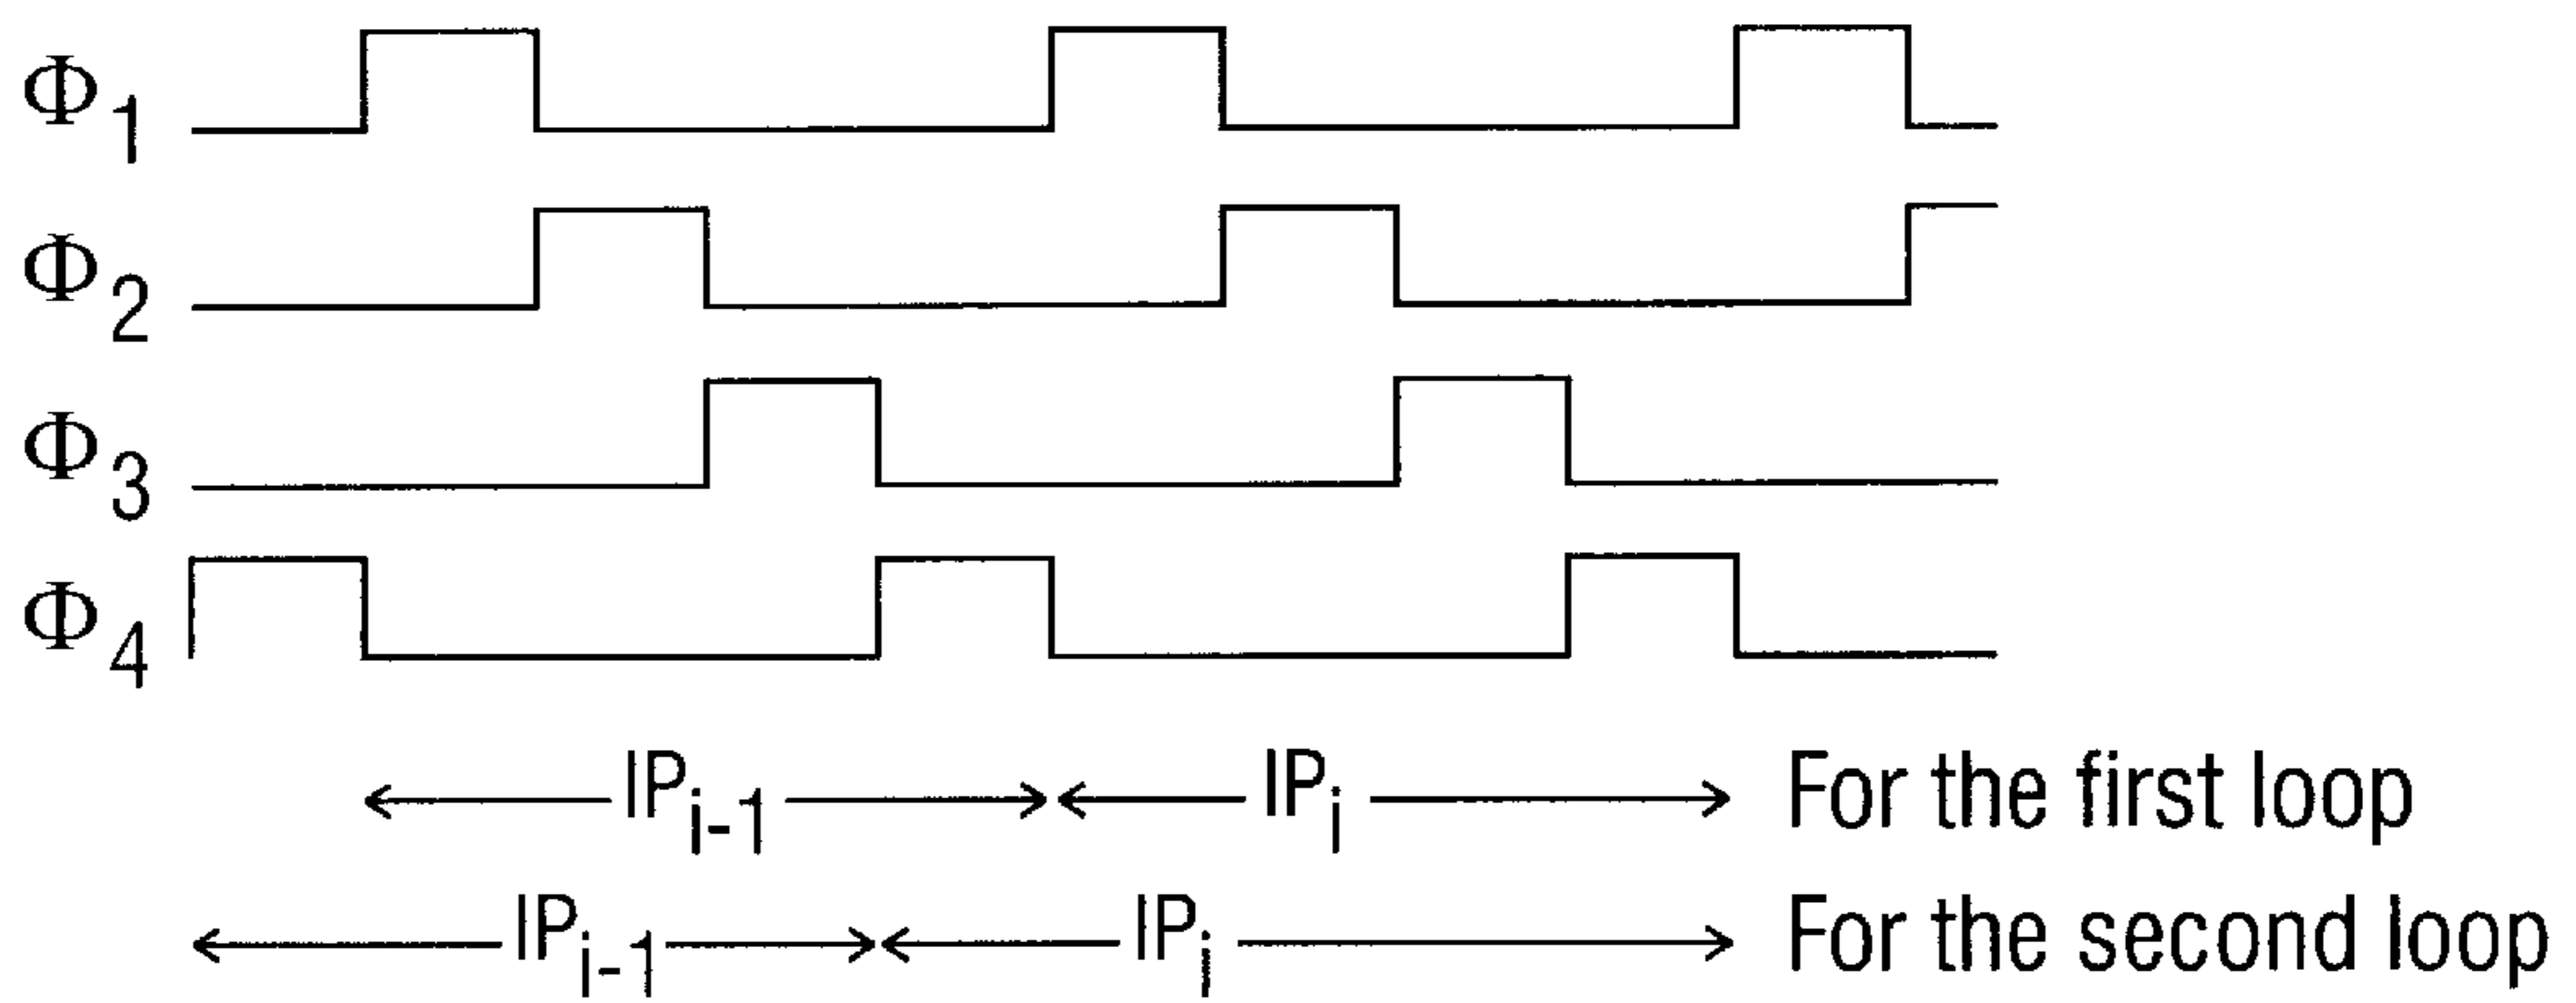 Φ1
Φ2
Φ3
Φ4
IPi-1 IPi For the first loop
IPi-1 IPi For the second loop